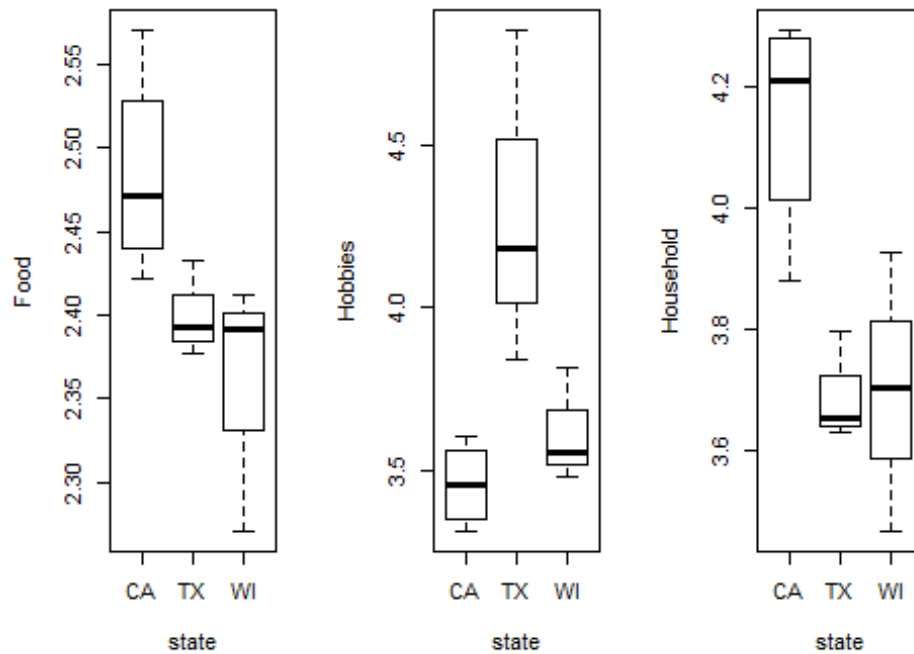 Food
2.55
2.50
2.45
2.40
2.35
2.30
CA TX WI
state
Hobbies
4.5
4.0
3.5
CA TX WI
state
Household
4.2
4.0
3.8
3.6
CA TX WI
state